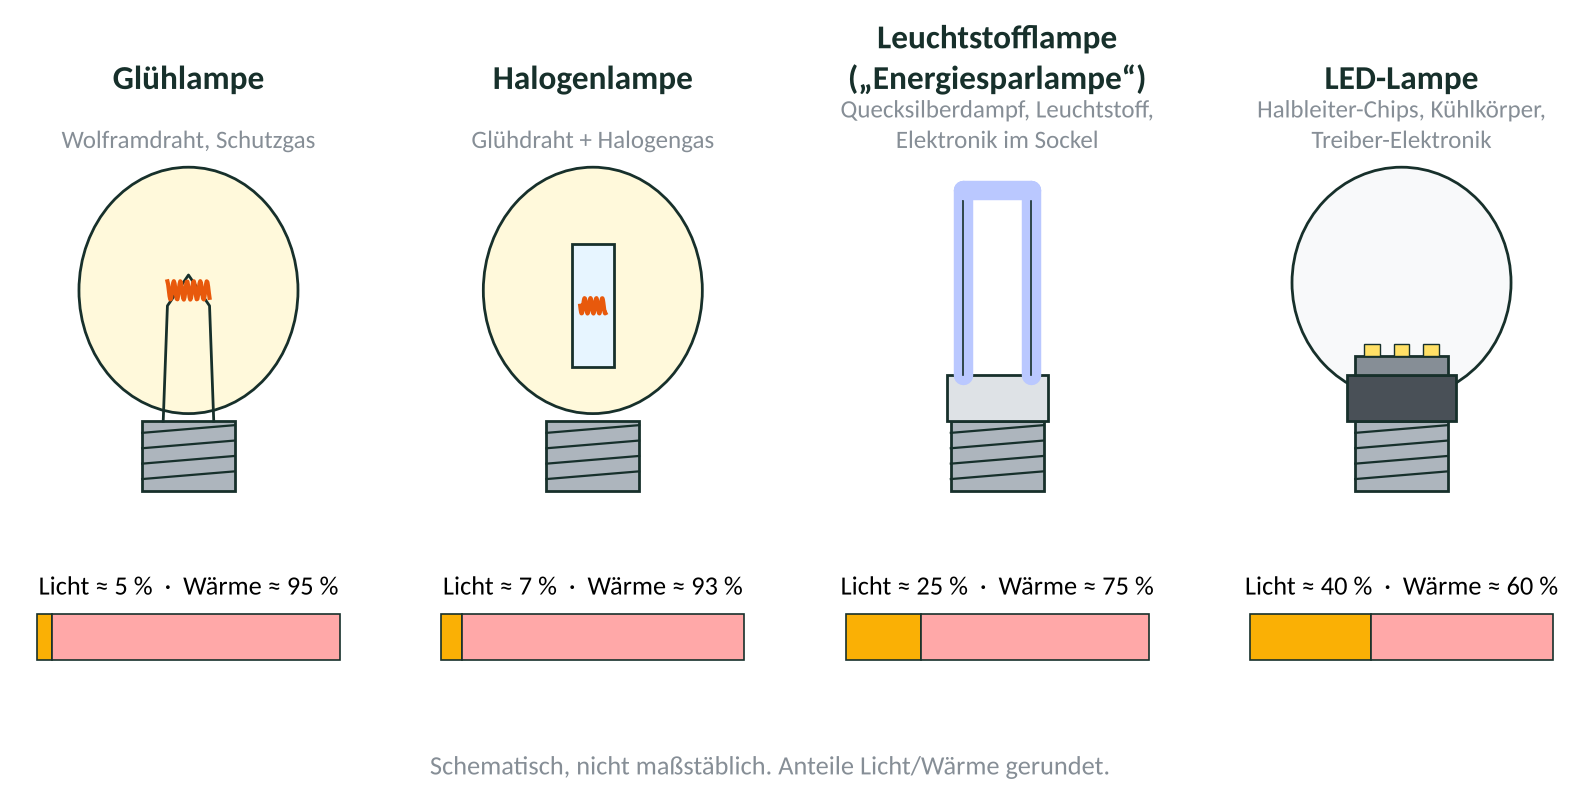 Glühlampe
Wolframdraht, Schutzgas
Licht ≈ 5 % · Wärme ≈ 95 %
Halogenlampe
Glühdraht + Halogengas
Licht ≈ 7 % · Wärme ≈ 93 %
Leuchtstofflampe
(„Energiesparlampe“)
Quecksilberdampf, Leuchtstoff,
Elektronik im Sockel
Licht ≈ 25 % · Wärme ≈ 75 %
LED-Lampe
Halbleiter-Chips, Kühlkörper,
Treiber-Elektronik
Licht ≈ 40 % · Wärme ≈ 60 %
Schematisch, nicht maßstäblich. Anteile Licht/Wärme gerundet.